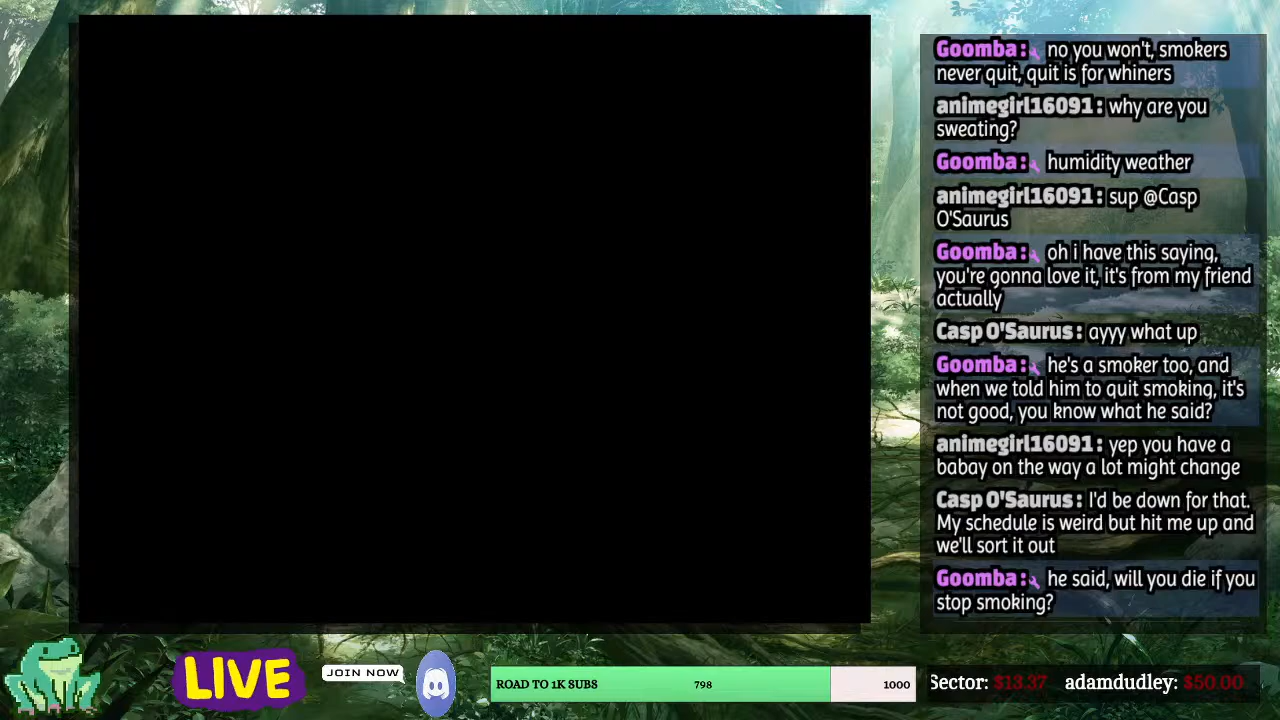 Goomba: no you won't, smokers
never quit, quit is for whiners
animegirl16091: why are you
sweating?
Goomba: humidity weather
animegirl16091: sup @Casp
O'Saurus
Goomba: oh i have this saying,
you're gonna love it, it's from my friend
actually
Casp O'Saurus: ayyy what up
Goomba: he's a smoker too, and
when we told him to quit smoking, it's
not good, you know what he said?
animegirl16091: yep you have a
babay on the way a lot might change
Casp O'Saurus: I'd be down for that.
My schedule is weird but hit me up and
we'll sort it out
Goomba: he said, will you die if you
stop smoking?
LIVE
JOIN NOW
ROAD TO 1K SUBS 798 1000
Sector: $13.37 adamdudley: $50.00